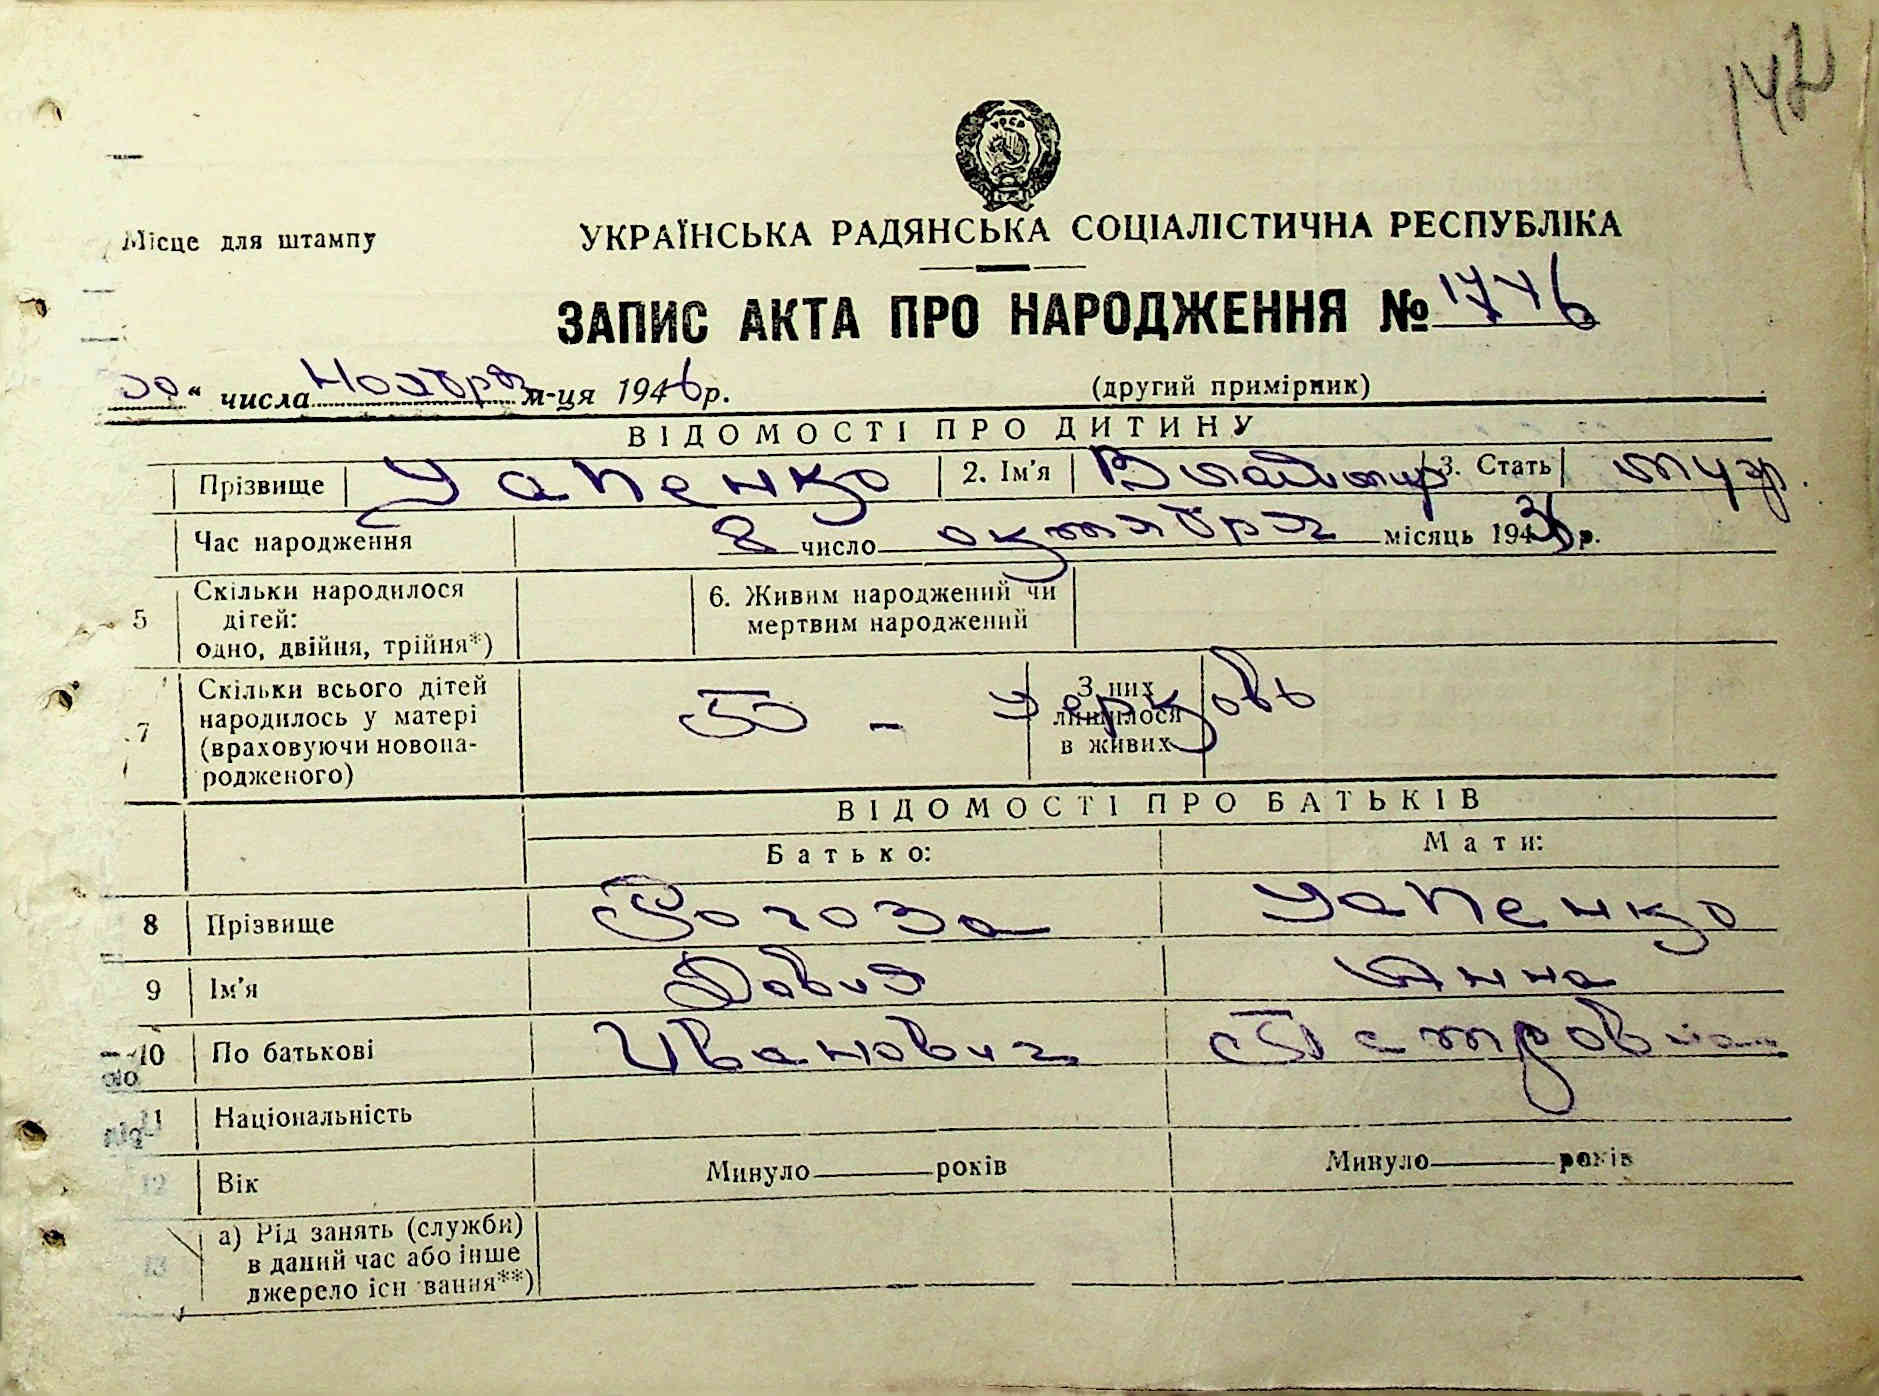 142
УРСР
Місце для штампу
УКРАЇНСЬКА РАДЯНСЬКА СОЦІАЛІСТИЧНА РЕСПУБЛІКА
ЗАПИС АКТА ПРО НАРОДЖЕННЯ № 1746
30 “ числа Ноября м-ця 1946 р.
(другий примірник)
ВІДОМОСТІ ПРО ДИТИНУ
Прізвище Уапенко 2. Ім'я Владимир 3. Стать муж.
Час народження 8 число октября місяць 1936 р.
5 Скільки народилося дітей: одно, двійня, трійня*)
6. Живим народжений чи мертвим народжений
7 Скільки всього дітей народилось у матері (враховуючи новонародженого)
З них лишилося в живих
ВІДОМОСТІ ПРО БАТЬКІВ
Батько: Мати:
8 Прізвище Рогоза Уапенко
9 Ім'я Давид Анна
10 По батькові Иванович Петровна
11 Національність
12 Вік Минуло років Минуло років
13 а) Рід занять (служби) в даний час або інше джерело існування**)